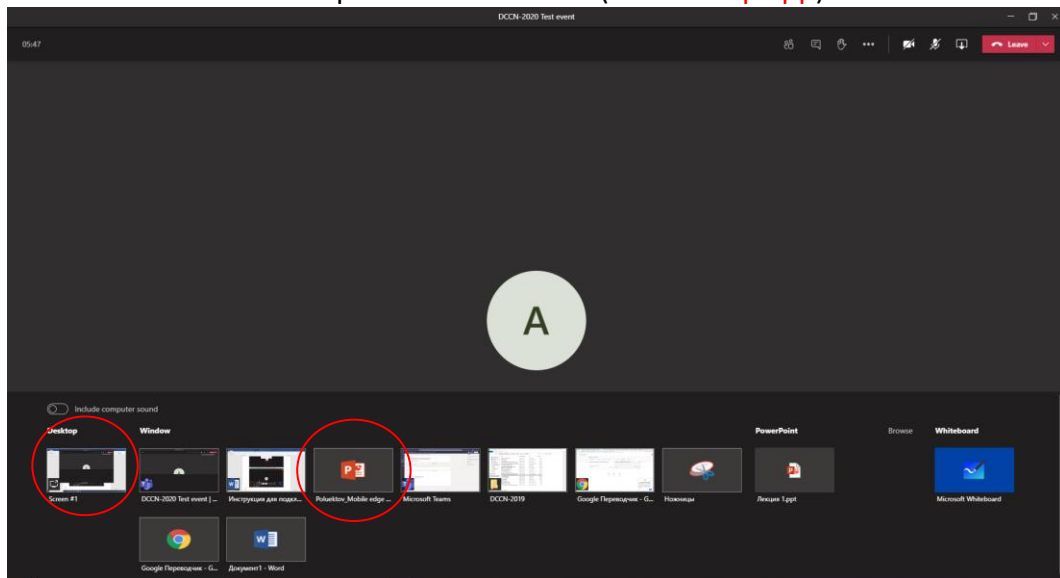 DCCN-2020 Test event
05:47
Leave
A
Include computer sound
Desktop Window PowerPoint Browse Whiteboard
Screen #1 DCCN-2020 Test event | ... Инструкция для подкл... Poluektov_Mobile edge ... Microsoft Teams DCCN-2019 Google Переводчик - G... Ножницы Лекция 1.ppt Microsoft Whiteboard
Google Переводчик - G... Документ1 - Word